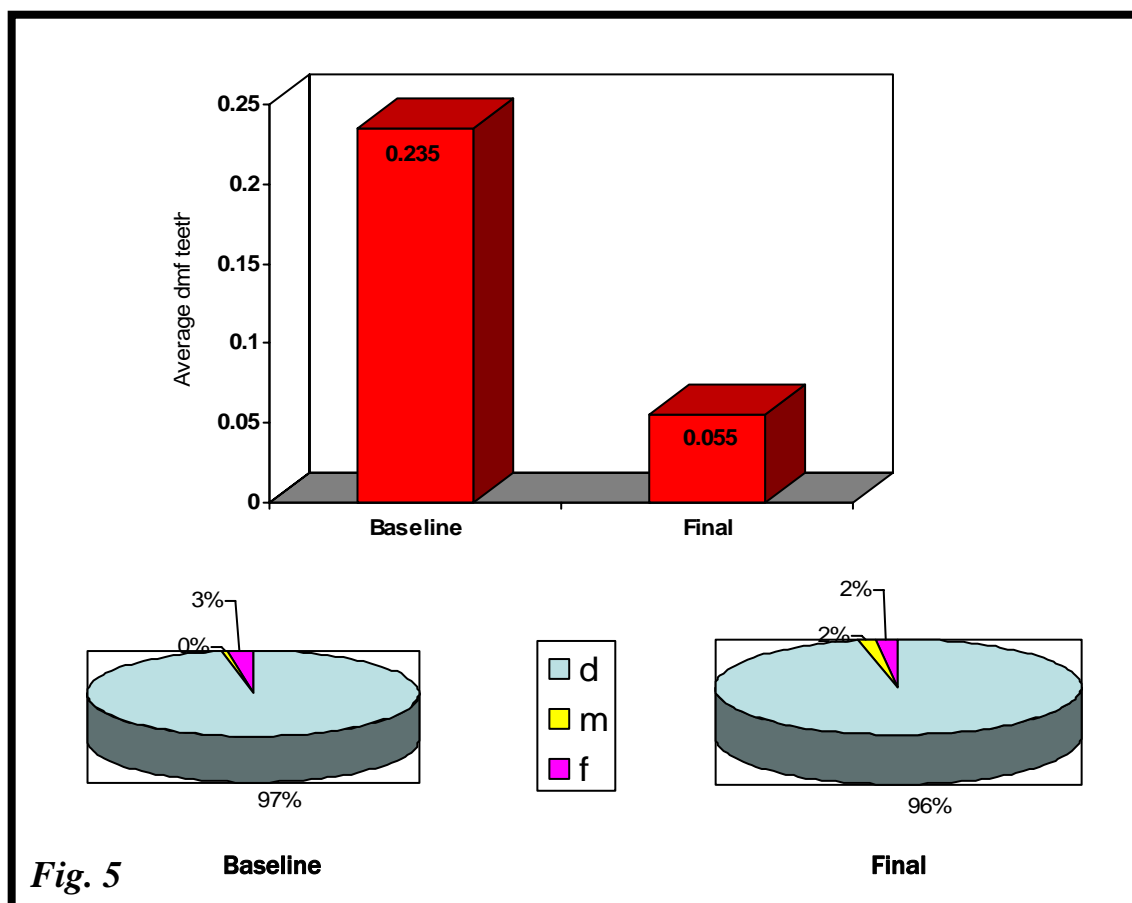 0.25
0.2
0.15
0.1
0.05
0
Average dmf teeth
0.235
0.055
Baseline
Final
3%
0%
97%
Baseline
d
m
f
2%
2%
96%
Final
Fig. 5